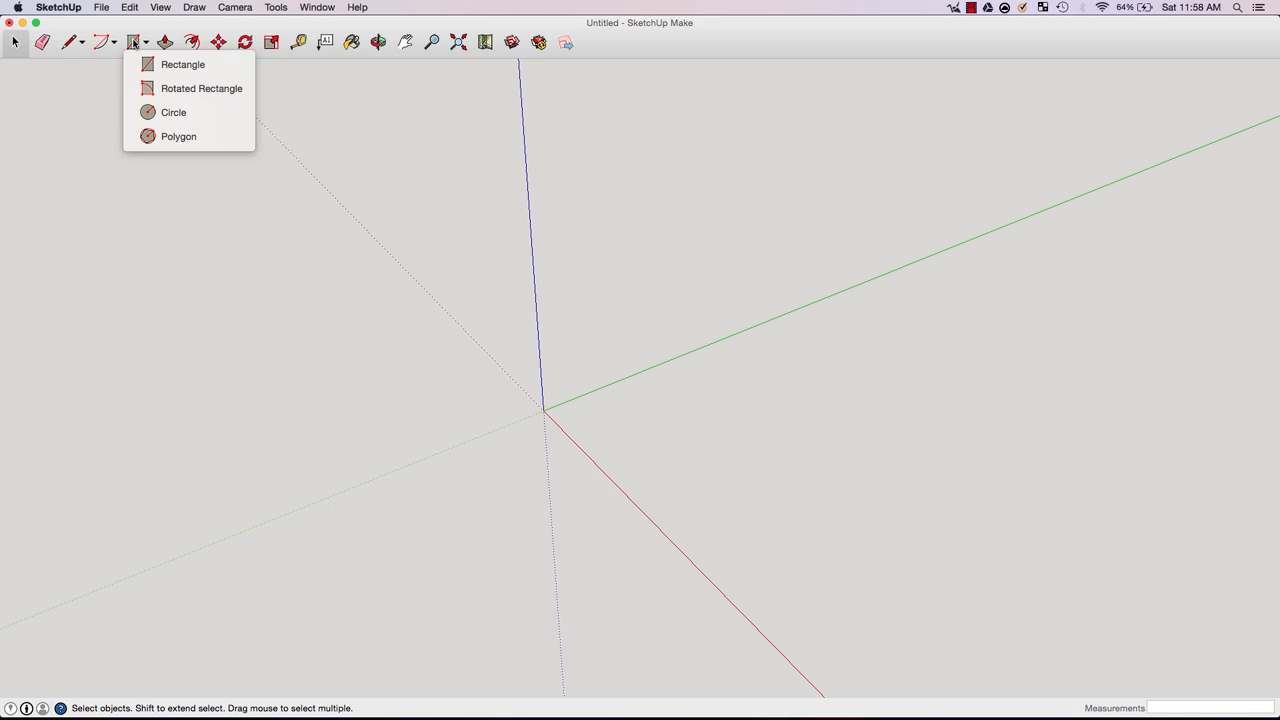 SketchUp File Edit View Draw Camera Tools Window Help 64% Sat 11:58 AM
Untitled - SketchUp Make
A1
Rectangle
Rotated Rectangle
Circle
Polygon
Select objects. Shift to extend select. Drag mouse to select multiple. Measurements